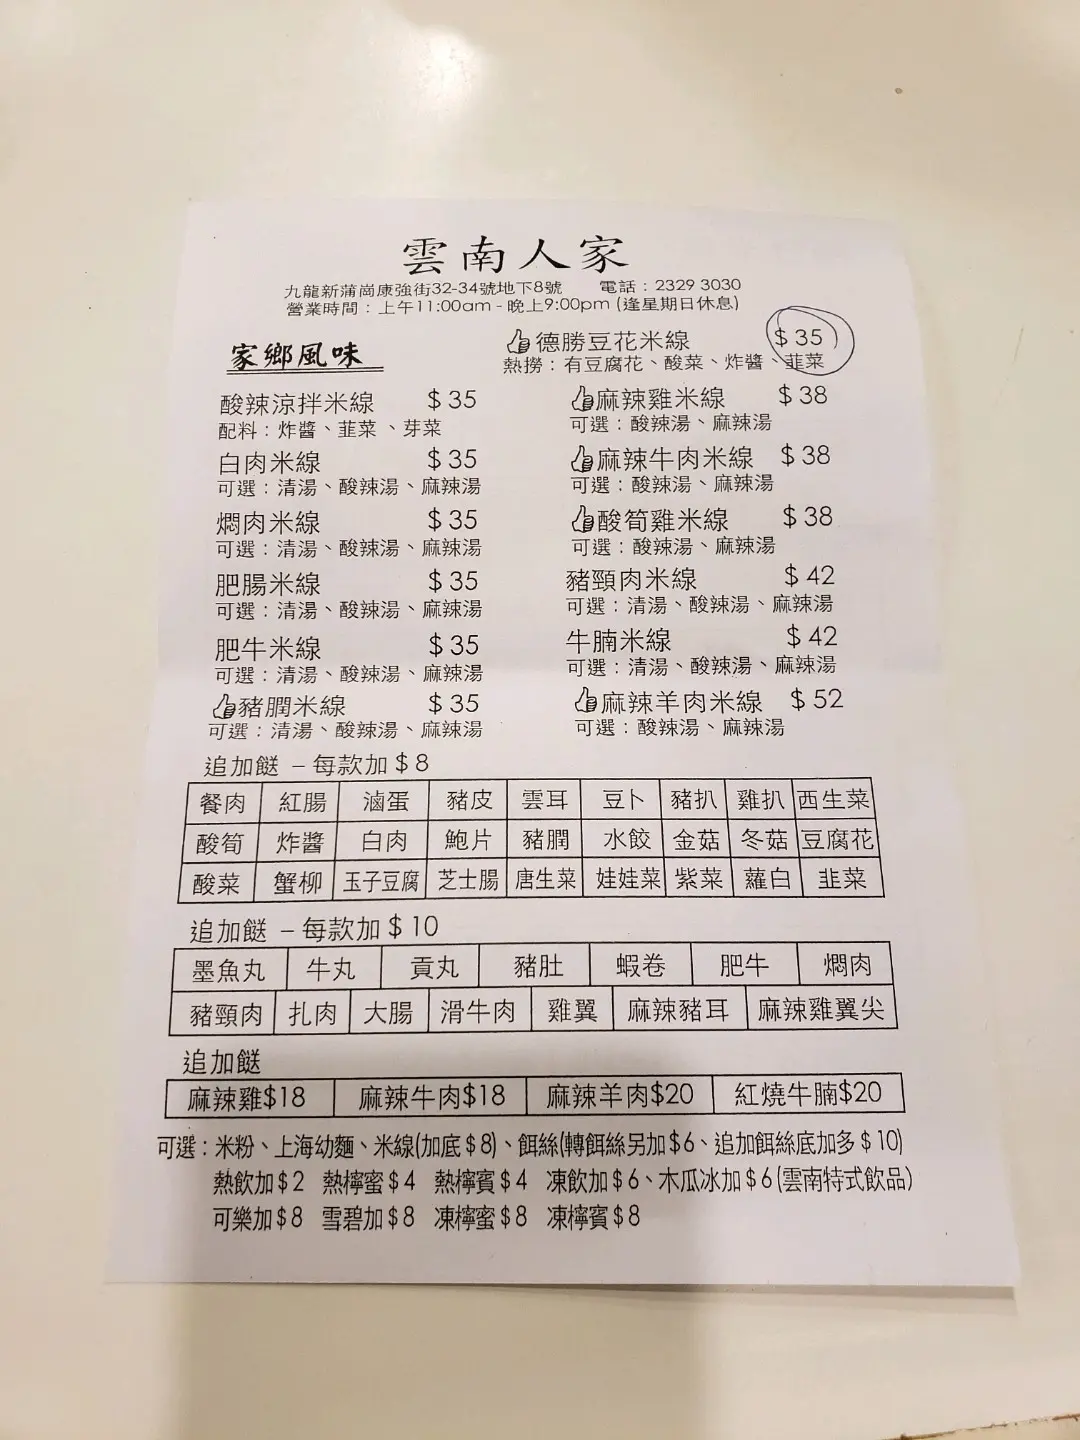 雲南人家
九龍新蒲崗康強街32-34號地下8號 電話：2329 3030
營業時間：上午11:00am - 晚上9:00pm (逢星期日休息)
家鄉風味
德勝豆花米線 $35
熱撈：有豆腐花、酸菜、炸醬、韮菜
酸辣涼拌米線 $35
配料：炸醬、韮菜、芽菜
白肉米線 $35
可選：清湯、酸辣湯、麻辣湯
燜肉米線 $35
可選：清湯、酸辣湯、麻辣湯
肥腸米線 $35
可選：清湯、酸辣湯、麻辣湯
肥牛米線 $35
可選：清湯、酸辣湯、麻辣湯
豬膶米線 $35
可選：清湯、酸辣湯、麻辣湯
麻辣雞米線 $38
可選：酸辣湯、麻辣湯
麻辣牛肉米線 $38
可選：酸辣湯、麻辣湯
酸筍雞米線 $38
可選：酸辣湯、麻辣湯
豬頸肉米線 $42
可選：清湯、酸辣湯、麻辣湯
牛腩米線 $42
可選：清湯、酸辣湯、麻辣湯
麻辣羊肉米線 $52
可選：酸辣湯、麻辣湯
追加餸 – 每款加 $8
餐肉 紅腸 滷蛋 豬皮 雲耳 豆卜 豬扒 雞扒 西生菜
酸筍 炸醬 白肉 鮑片 豬膶 水餃 金菇 冬菇 豆腐花
酸菜 蟹柳 玉子豆腐 芝士腸 唐生菜 娃娃菜 紫菜 蘿白 韭菜
追加餸 – 每款加 $10
墨魚丸 牛丸 貢丸 豬肚 蝦卷 肥牛 燜肉
豬頸肉 扎肉 大腸 滑牛肉 雞翼 麻辣豬耳 麻辣雞翼尖
追加餸
麻辣雞$18 麻辣牛肉$18 麻辣羊肉$20 紅燒牛腩$20
可選：米粉、上海幼麵、米線(加底$8)、餌絲(轉餌絲另加$6、追加餌絲底加多$10)
熱飲加$2 熱檸蜜$4 熱檸賓$4 凍飲加$6、木瓜冰加$6(雲南特式飲品)
可樂加$8 雪碧加$8 凍檸蜜$8 凍檸賓$8